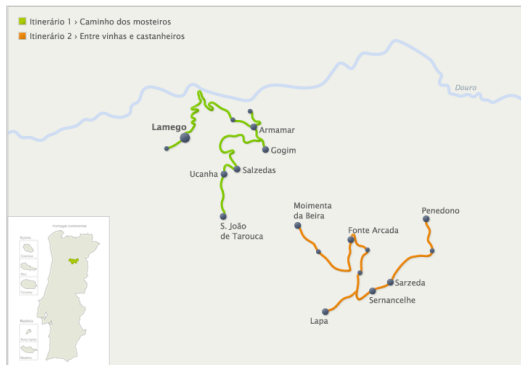 Itinerário 1 › Caminho dos mosteiros
Itinerário 2 › Entre vinhas e castanheiros
Douro
Lamego
Armamar
Gogim
Ucanha
Salzedas
S. João
de Tarouca
Moimenta
da Beira
Fonte Arcada
Penedono
Sarzeda
Sernancelhe
Lapa